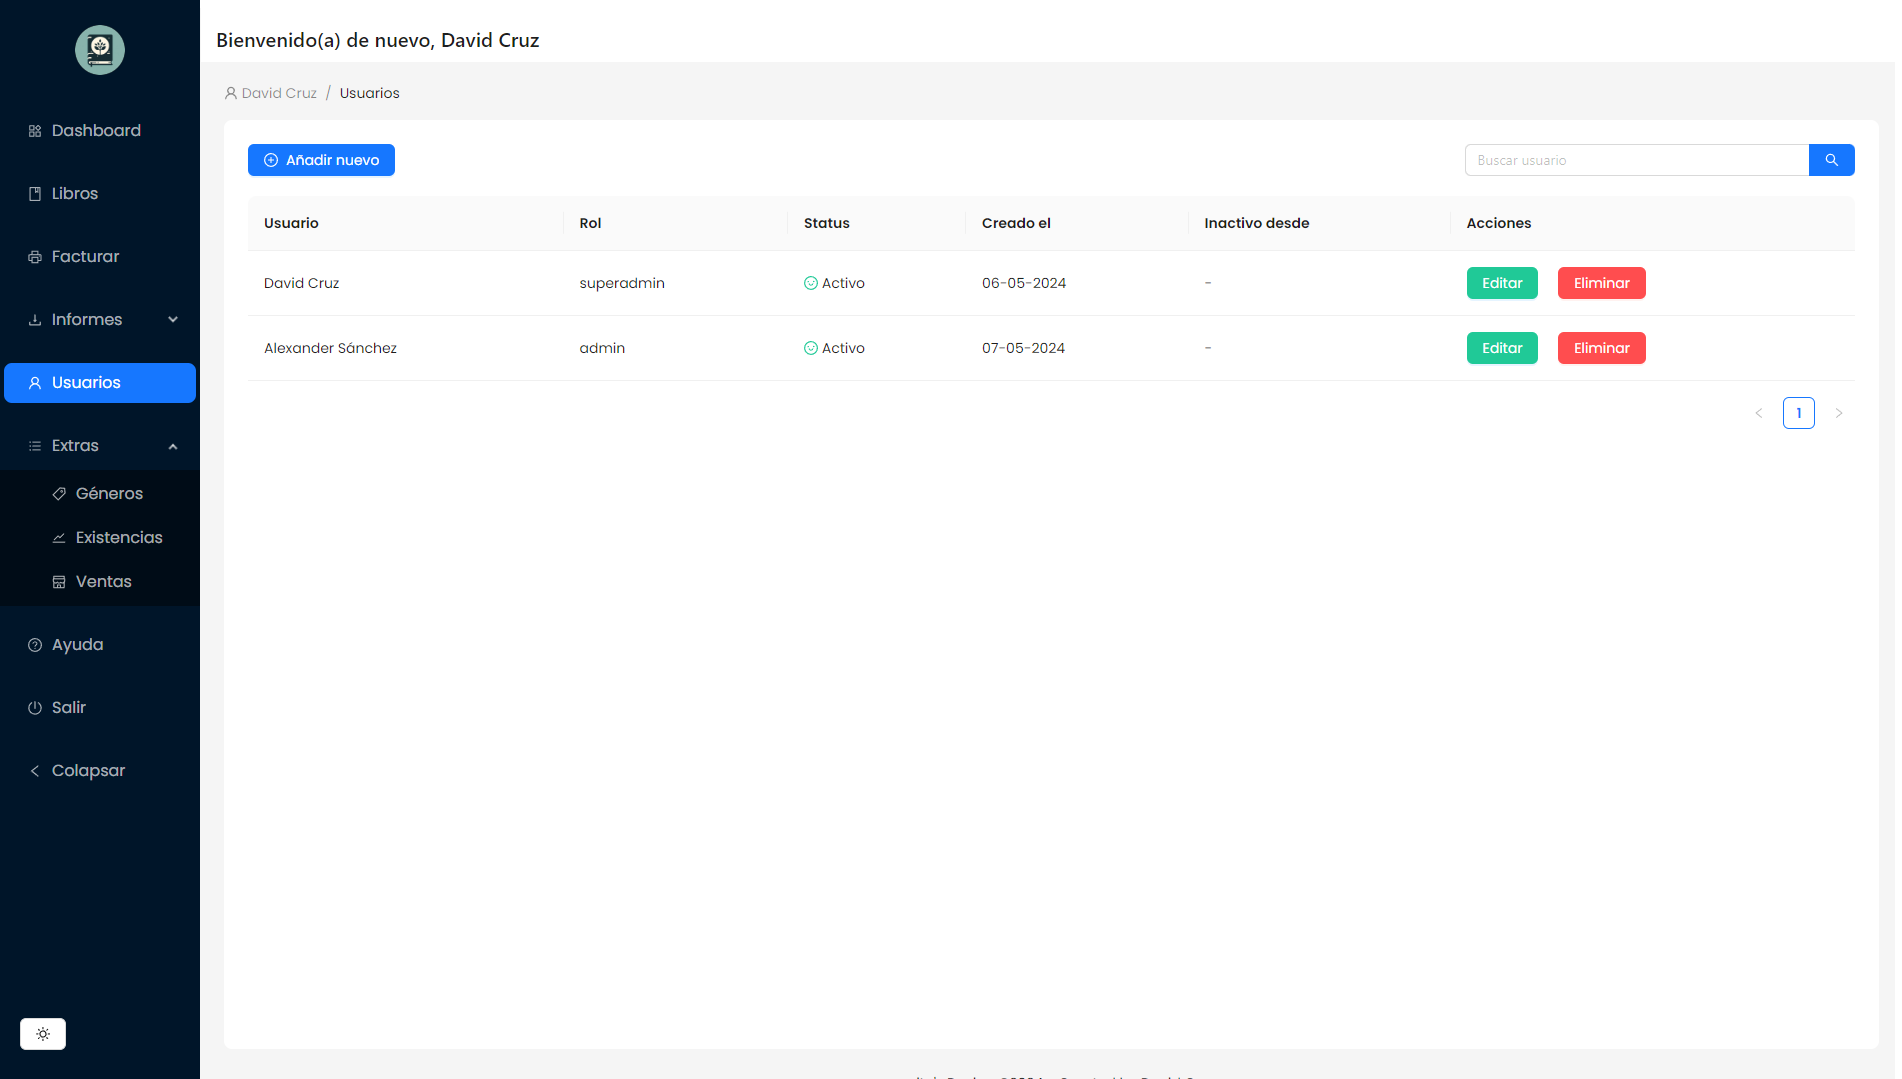 Bienvenido(a) de nuevo, David Cruz
David Cruz / Usuarios
Dashboard
Libros
Facturar
Informes
Usuarios
Extras
Géneros
Existencias
Ventas
Ayuda
Salir
Colapsar
Añadir nuevo
Buscar usuario
Usuario Rol Status Creado el Inactivo desde Acciones
David Cruz superadmin Activo 06-05-2024 - Editar Eliminar
Alexander Sánchez admin Activo 07-05-2024 - Editar Eliminar
1